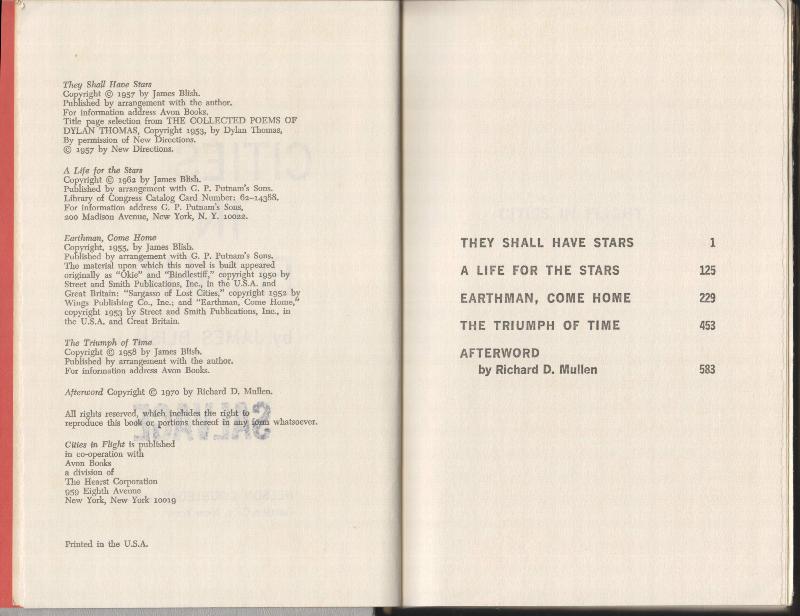 They Shall Have Stars
Copyright © 1957 by James Blish.
Published by arrangement with the author.
For information address Avon Books.
Title page selection from THE COLLECTED POEMS OF
DYLAN THOMAS, Copyright 1953, by Dylan Thomas,
By permission of New Directions.
© 1957 by New Directions.
A Life for the Stars
Copyright © 1962 by James Blish.
Published by arrangement with G. P. Putnam's Sons.
Library of Congress Catalog Card Number: 62-14388.
For information address G. P. Putnam's Sons,
200 Madison Avenue, New York, N. Y. 10022.
Earthman, Come Home
Copyright, 1955, by James Blish.
Published by arrangement with G. P. Putnam's Sons.
The material upon which this novel is built appeared
originally as "Okie" and "Bindlestiff," copyright 1950 by
Street and Smith Publications, Inc., in the U.S.A. and
Great Britain: "Sargasso of Lost Cities," copyright 1952 by
Wings Publishing Co., Inc.; and "Earthman, Come Home,"
copyright 1953 by Street and Smith Publications, Inc., in
the U.S.A. and Great Britain.
The Triumph of Time
Copyright © 1958 by James Blish.
Published by arrangement with the author.
For information address Avon Books.
Afterword Copyright © 1970 by Richard D. Mullen.
All rights reserved, which includes the right to
reproduce this book or portions thereof in any form whatsoever.
SALVAGE
Cities in Flight is published
in co-operation with
Avon Books
a division of
The Hearst Corporation
959 Eighth Avenue
New York, New York 10019
Printed in the U.S.A.
THEY SHALL HAVE STARS 1
A LIFE FOR THE STARS 125
EARTHMAN, COME HOME 229
THE TRIUMPH OF TIME 453
AFTERWORD
by Richard D. Mullen 583